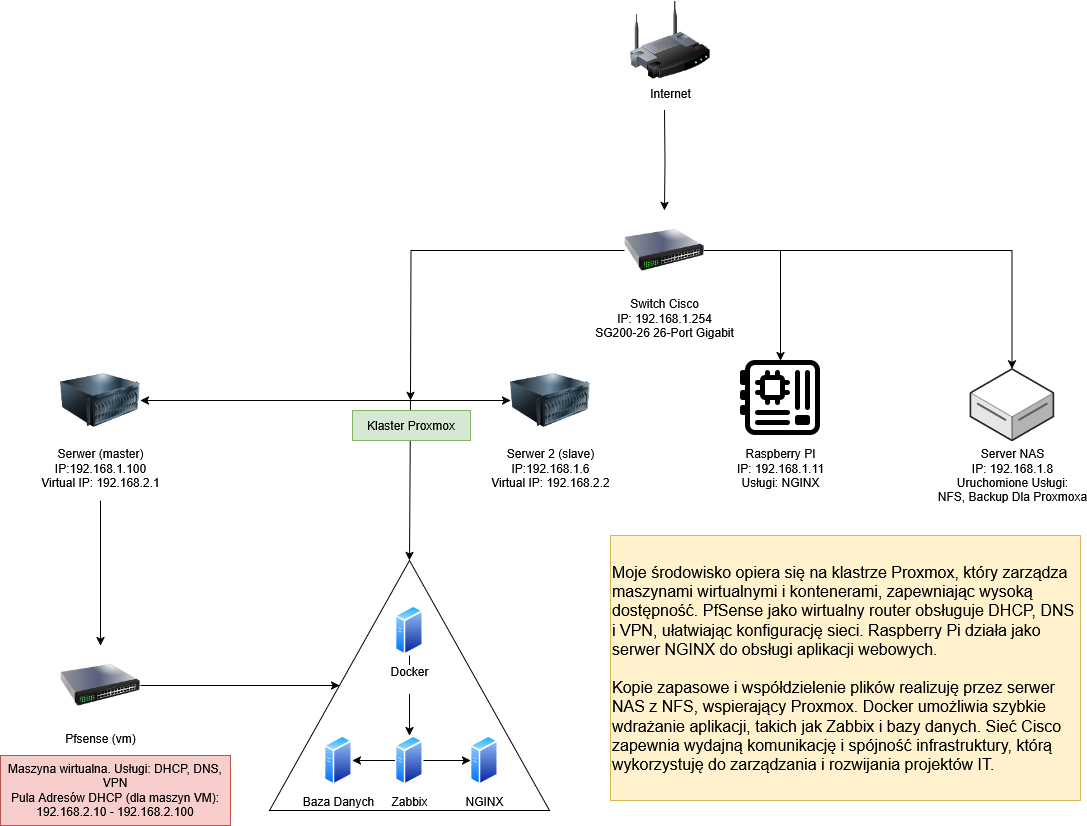 Internet
Switch Cisco
IP: 192.168.1.254
SG200-26 26-Port Gigabit
Klaster Proxmox
Serwer (master)
IP:192.168.1.100
Virtual IP: 192.168.2.1
Serwer 2 (slave)
IP:192.168.1.6
Virtual IP: 192.168.2.2
Raspberry PI
IP: 192.168.1.11
Usługi: NGINX
Server NAS
IP: 192.168.1.8
Uruchomione Usługi:
NFS, Backup Dla Proxmoxa
Moje środowisko opiera się na klastrze Proxmox, który zarządza
maszynami wirtualnymi i kontenerami, zapewniając wysoką
dostępność. PfSense jako wirtualny router obsługuje DHCP, DNS
i VPN, ułatwiając konfigurację sieci. Raspberry Pi działa jako
serwer NGINX do obsługi aplikacji webowych.
Kopie zapasowe i współdzielenie plików realizuję przez serwer
NAS z NFS, wspierający Proxmox. Docker umożliwia szybkie
wdrażanie aplikacji, takich jak Zabbix i bazy danych. Sieć Cisco
zapewnia wydajną komunikację i spójność infrastruktury, którą
wykorzystuję do zarządzania i rozwijania projektów IT.
Docker
Pfsense (vm)
Maszyna wirtualna. Usługi: DHCP, DNS,
VPN
Pula Adresów DHCP (dla maszyn VM):
192.168.2.10 - 192.168.2.100
Baza Danych
Zabbix
NGINX